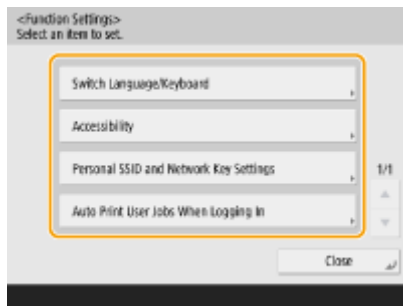 <Function Settings>
Select an item to set.
Switch Language/Keyboard
Accessibility
Personal SSID and Network Key Settings
1/1
Auto Print User Jobs When Logging In
Close